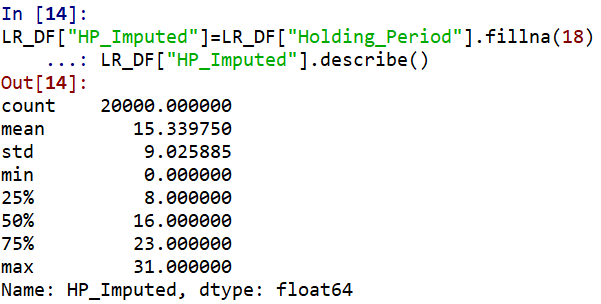 In [14]:
LR_DF["HP_Imputed"]=LR_DF["Holding_Period"].fillna(18)
    ...: LR_DF["HP_Imputed"].describe()
Out[14]:
count    20000.000000
mean        15.339750
std          9.025885
min          0.000000
25%          8.000000
50%         16.000000
75%         23.000000
max         31.000000
Name: HP_Imputed, dtype: float64